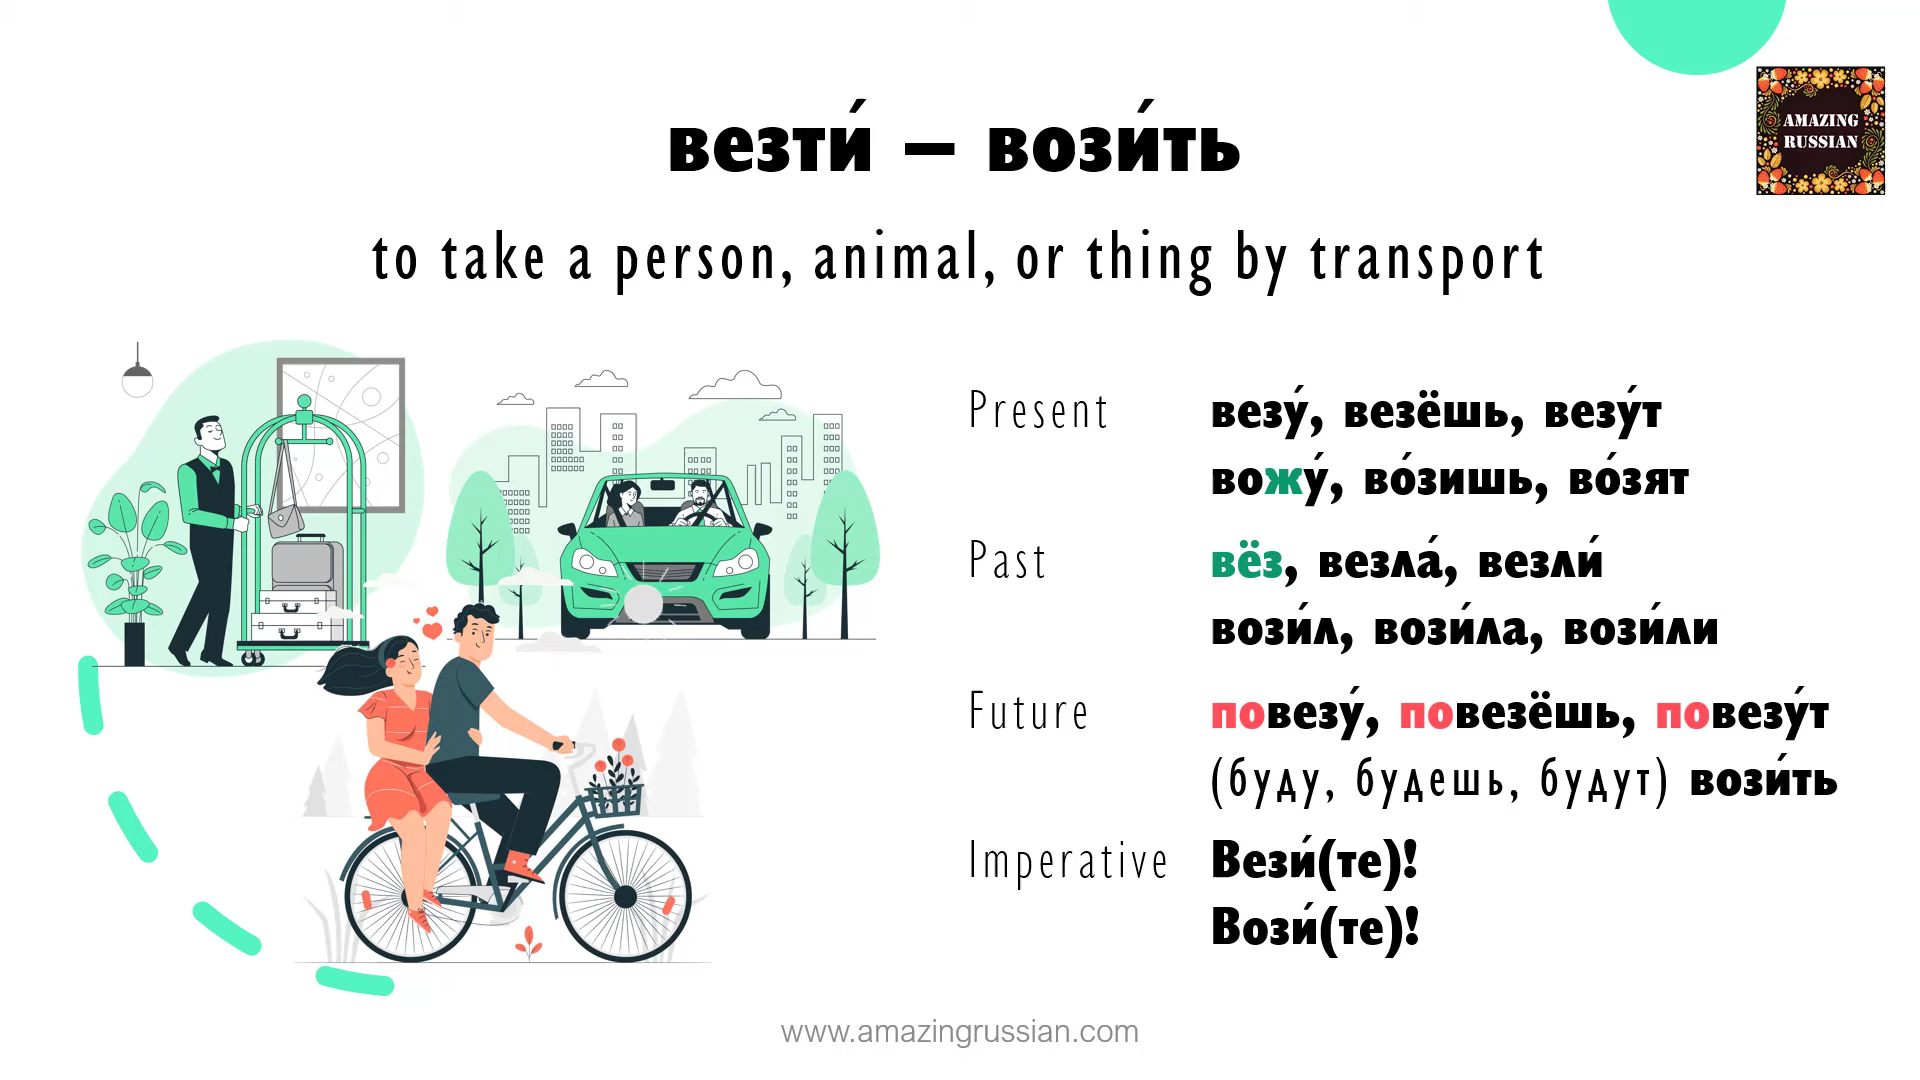 AMAZING
RUSSIAN
везти́ – вози́ть
to take a person, animal, or thing by transport
Present везу́, везёшь, везу́т
вожу́, во́зишь, во́зят
Past вёз, везла́, везли́
вози́л, вози́ла, вози́ли
Future повезу́, повезёшь, повезу́т
(буду, будешь, будут) вози́ть
Imperative Вези́(те)!
Вози́(те)!
www.amazingrussian.com